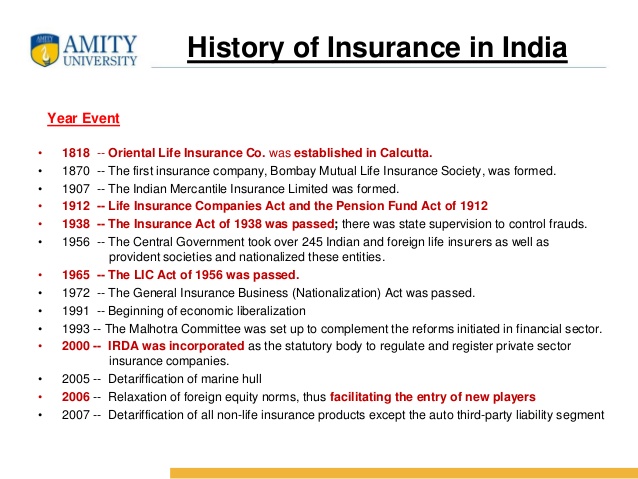 AMITY
UNIVERSITY
History of Insurance in India
Year Event
• 1818 -- Oriental Life Insurance Co. was established in Calcutta.
• 1870 -- The first insurance company, Bombay Mutual Life Insurance Society, was formed.
• 1907 -- The Indian Mercantile Insurance Limited was formed.
• 1912 -- Life Insurance Companies Act and the Pension Fund Act of 1912
• 1938 -- The Insurance Act of 1938 was passed; there was state supervision to control frauds.
• 1956 -- The Central Government took over 245 Indian and foreign life insurers as well as
provident societies and nationalized these entities.
• 1965 -- The LIC Act of 1956 was passed.
• 1972 -- The General Insurance Business (Nationalization) Act was passed.
• 1991 -- Beginning of economic liberalization
• 1993 -- The Malhotra Committee was set up to complement the reforms initiated in financial sector.
• 2000 -- IRDA was incorporated as the statutory body to regulate and register private sector
insurance companies.
• 2005 -- Detariffication of marine hull
• 2006 -- Relaxation of foreign equity norms, thus facilitating the entry of new players
• 2007 -- Detariffication of all non-life insurance products except the auto third-party liability segment